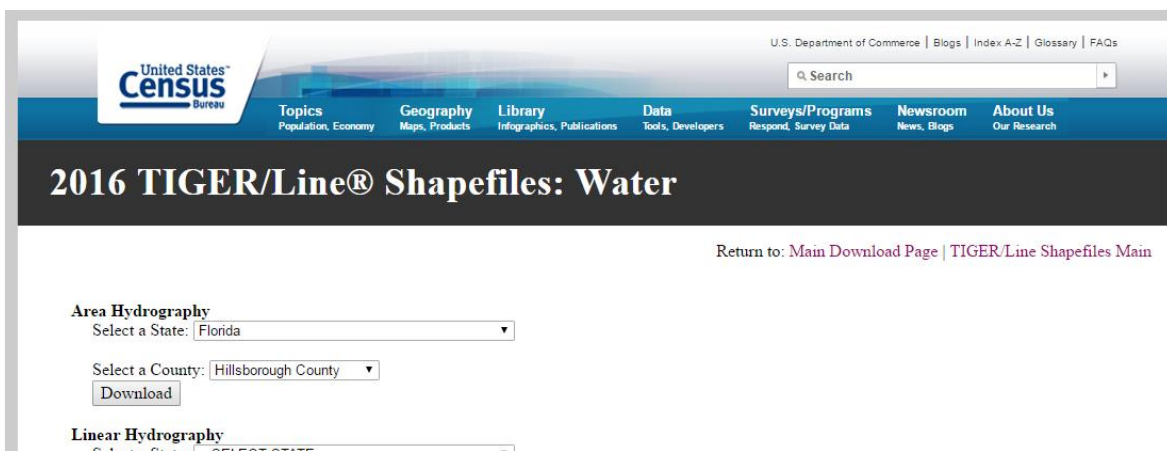 U.S. Department of Commerce | Blogs | Index A-Z | Glossary | FAQs
United States™
Census
Bureau
Search
Topics
Population, Economy
Geography
Maps, Products
Library
Infographics, Publications
Data
Tools, Developers
Surveys/Programs
Respond, Survey Data
Newsroom
News, Blogs
About Us
Our Research
2016 TIGER/Line® Shapefiles: Water
Return to: Main Download Page | TIGER/Line Shapefiles Main
Area Hydrography
Select a State: Florida
Select a County: Hillsborough County
Download
Linear Hydrography